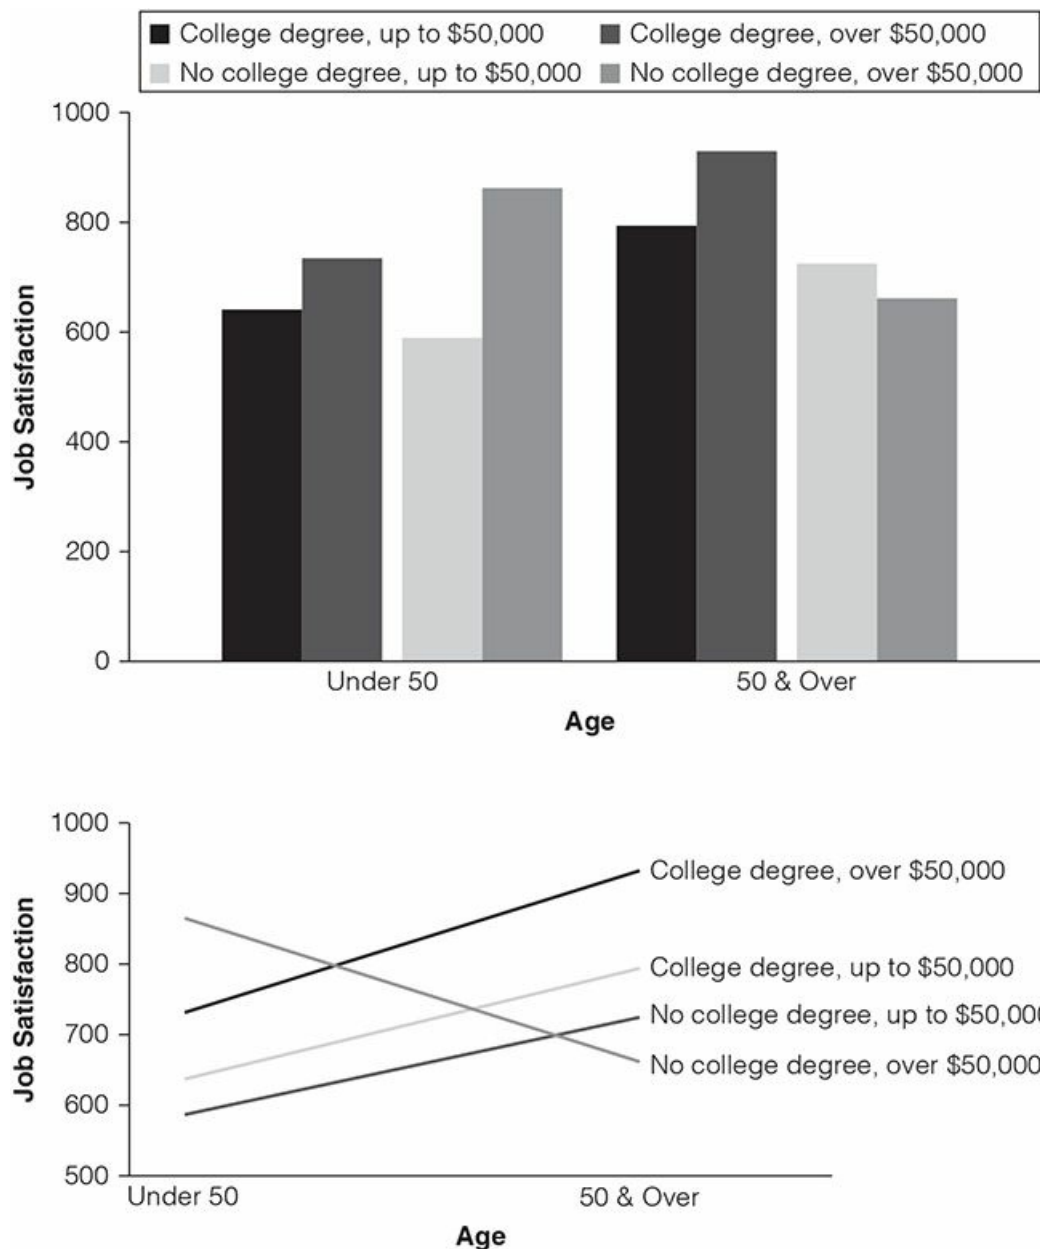 College degree, up to $50,000 College degree, over $50,000
No college degree, up to $50,000 No college degree, over $50,000
1000
800
600
400
200
0
Job Satisfaction
Under 50 50 & Over
Age
1000
900
800
700
600
500
Job Satisfaction
College degree, over $50,000
College degree, up to $50,000
No college degree, up to $50,000
No college degree, over $50,000
Under 50 50 & Over
Age